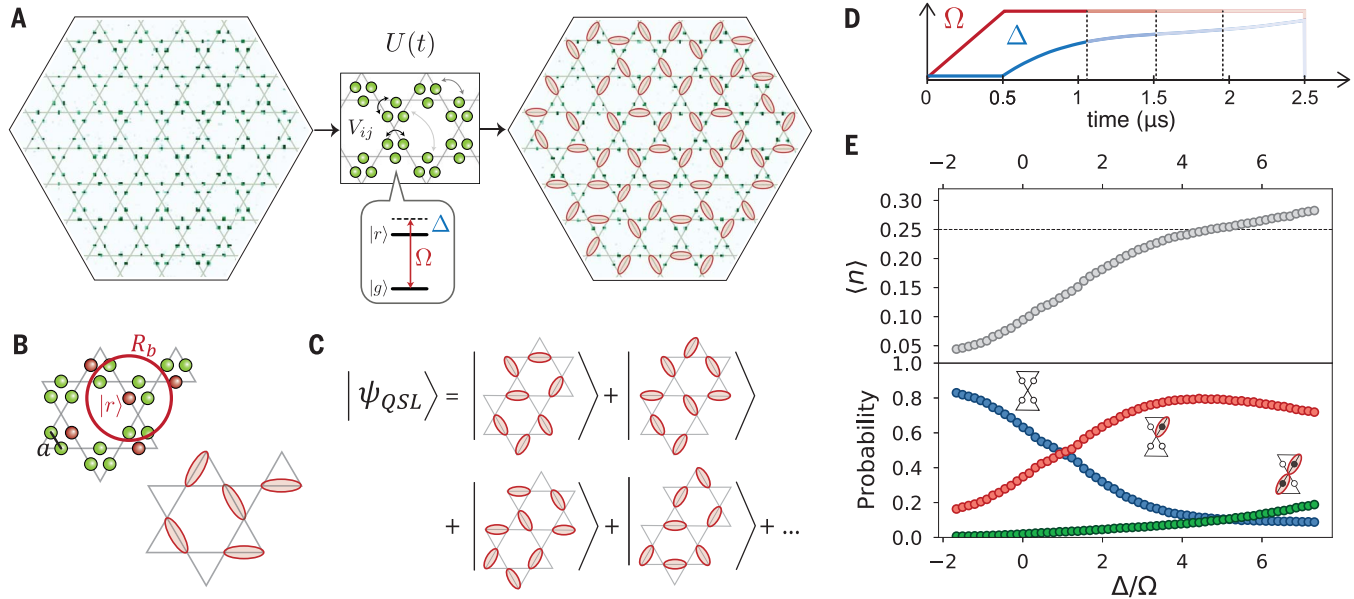 A
U(t)
V_ij
Δ
|r⟩
Ω
|g⟩
B
R_b
|r⟩
a
C
|ψ_QSL⟩ = | ⟩ + | ⟩
+ | ⟩ + | ⟩ + ...
D
Ω
Δ
0 0.5 1 1.5 2 2.5
time (μs)
E
−2 0 2 4 6
0.30
0.25
0.20
0.15
0.10
0.05
⟨n⟩
1.0
0.8
0.6
0.4
0.2
0.0
Probability
−2 0 2 4 6
Δ/Ω